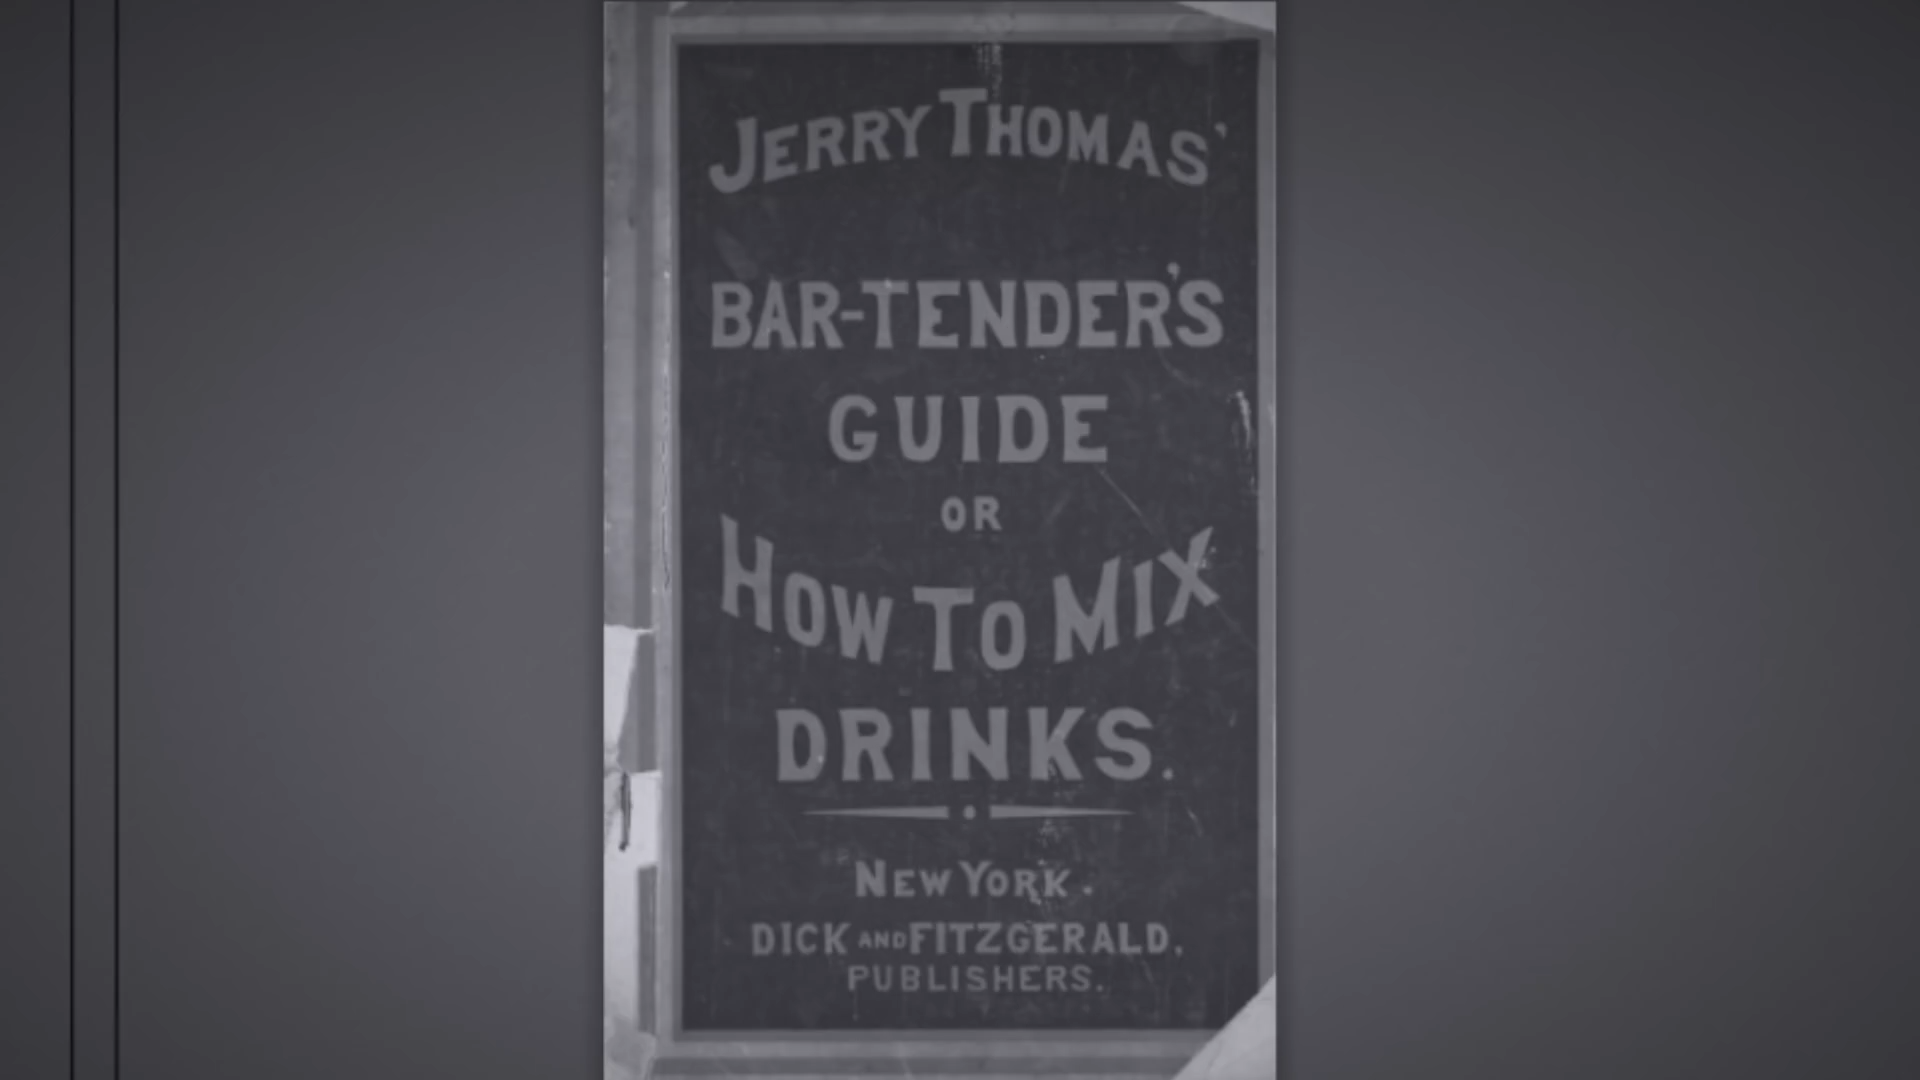 JERRY THOMAS'
BAR-TENDER'S
GUIDE
OR
HOW TO MIX
DRINKS.
NEW YORK.
DICK AND FITZGERALD,
PUBLISHERS.